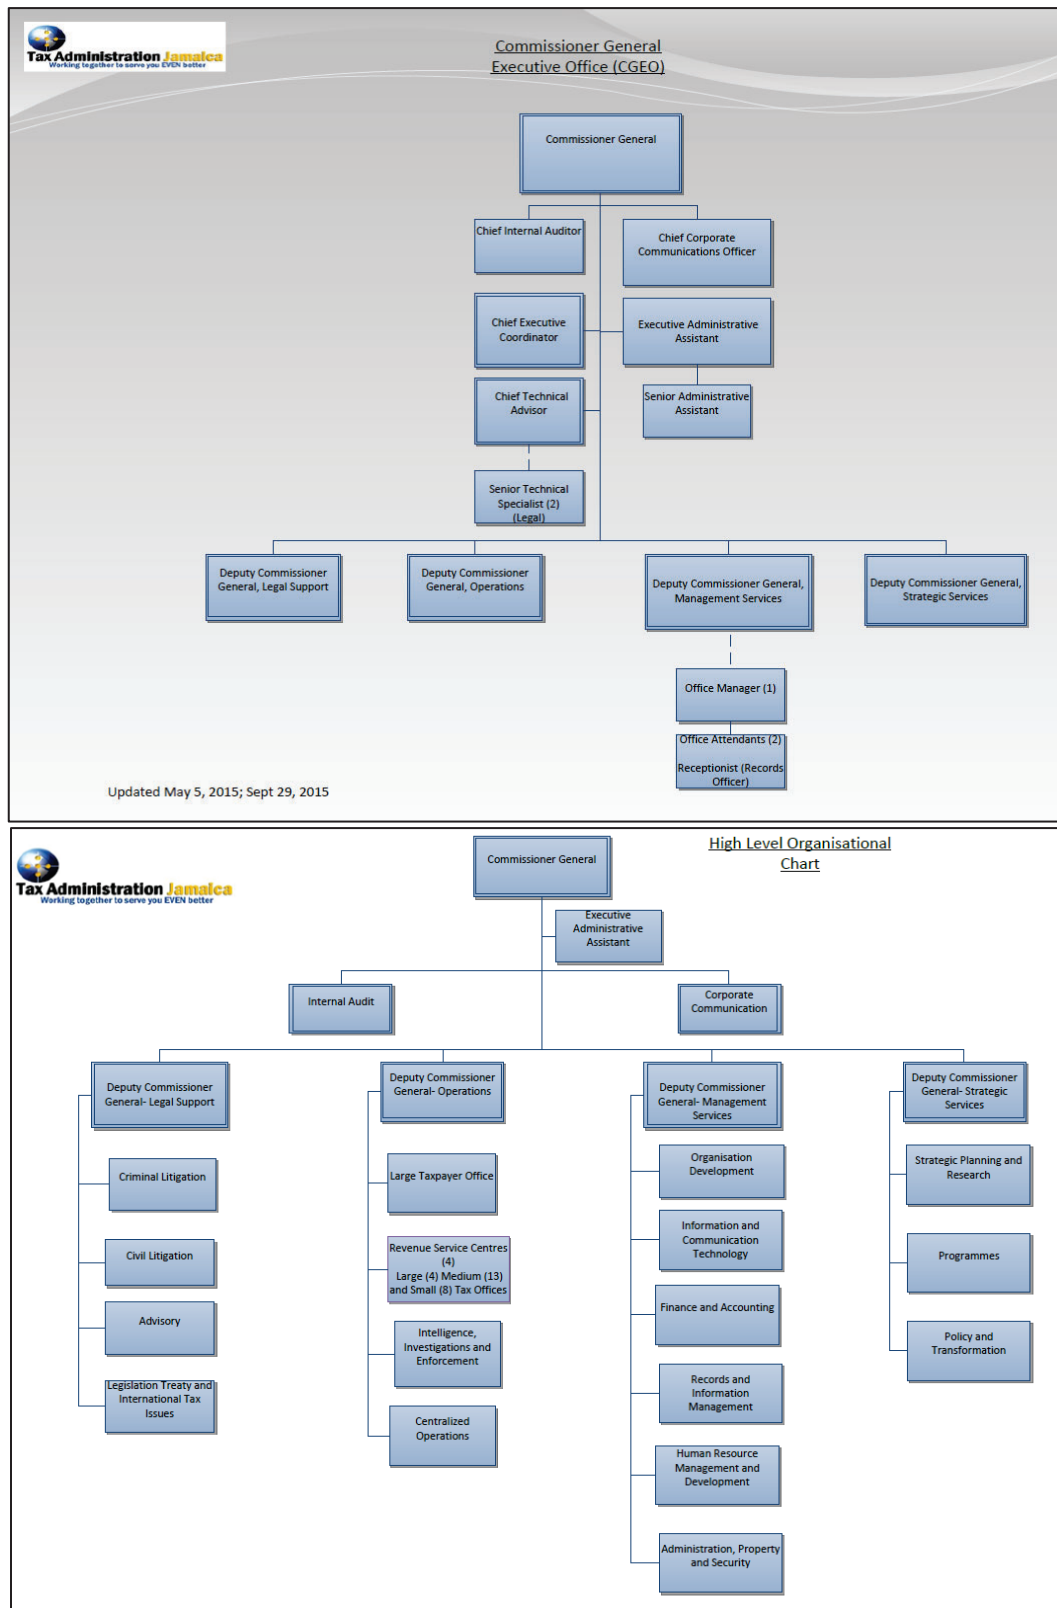 Tax Administration Jamaica
Working together to serve you EVEN better
Commissioner General
Executive Office (CGEO)
Commissioner General
Chief Internal Auditor
Chief Corporate
Communications Officer
Chief Executive
Coordinator
Executive Administrative
Assistant
Chief Technical
Advisor
Senior Administrative
Assistant
Senior Technical
Specialist (2)
(Legal)
Deputy Commissioner
General, Legal Support
Deputy Commissioner
General, Operations
Deputy Commissioner General,
Management Services
Deputy Commissioner General,
Strategic Services
Office Manager (1)
Office Attendants (2)
Receptionist (Records
Officer)
Updated May 5, 2015; Sept 29, 2015
Tax Administration Jamaica
Working together to serve you EVEN better
High Level Organisational
Chart
Commissioner General
Executive
Administrative
Assistant
Internal Audit
Corporate
Communication
Deputy Commissioner
General- Legal Support
Criminal Litigation
Civil Litigation
Advisory
Legislation Treaty and
International Tax
Issues
Deputy Commissioner
General- Operations
Large Taxpayer Office
Revenue Service Centres
(4)
Large (4) Medium (13)
and Small (8) Tax Offices
Intelligence,
Investigations and
Enforcement
Centralized
Operations
Deputy Commissioner
General- Management
Services
Organisation
Development
Information and
Communication
Technology
Finance and Accounting
Records and
Information
Management
Human Resource
Management and
Development
Administration, Property
and Security
Deputy Commissioner
General- Strategic
Services
Strategic Planning and
Research
Programmes
Policy and
Transformation